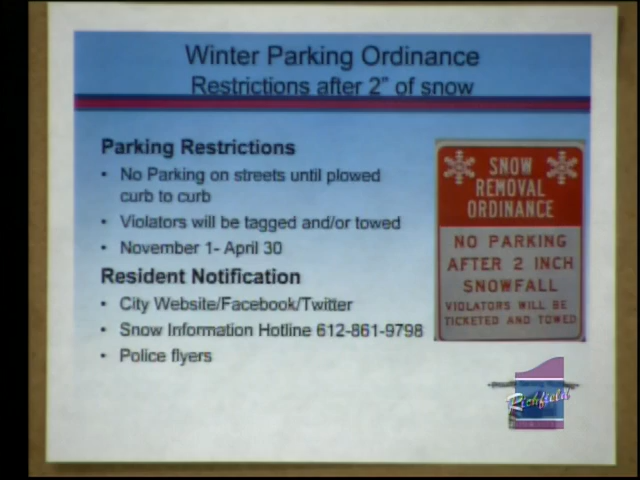 Winter Parking Ordinance
Restrictions after 2” of snow
Parking Restrictions
• No Parking on streets until plowed
curb to curb
• Violators will be tagged and/or towed
• November 1- April 30
Resident Notification
• City Website/Facebook/Twitter
• Snow Information Hotline 612-861-9798
• Police flyers
SNOW
REMOVAL
ORDINANCE
NO PARKING
AFTER 2 INCH
SNOWFALL
VIOLATORS WILL BE
TICKETED AND TOWED
Richfield